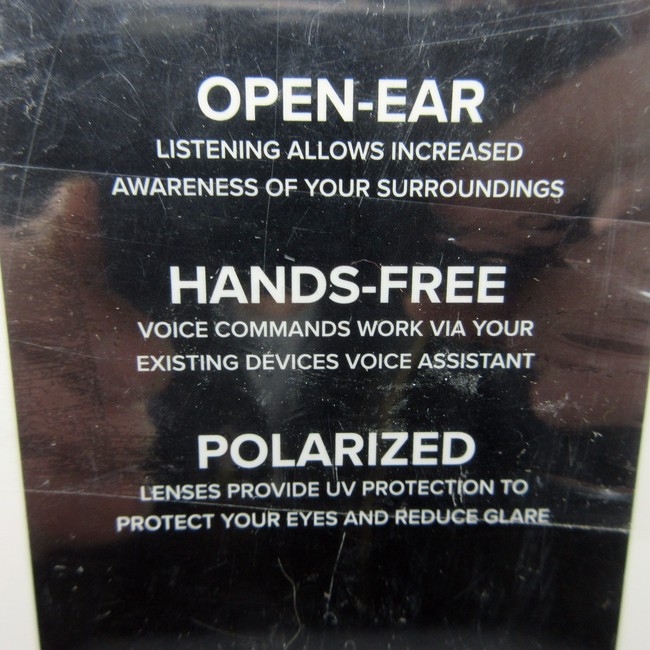 OPEN-EAR
LISTENING ALLOWS INCREASED
AWARENESS OF YOUR SURROUNDINGS
HANDS-FREE
VOICE COMMANDS WORK VIA YOUR
EXISTING DEVICES VOICE ASSISTANT
POLARIZED
LENSES PROVIDE UV PROTECTION TO
PROTECT YOUR EYES AND REDUCE GLARE